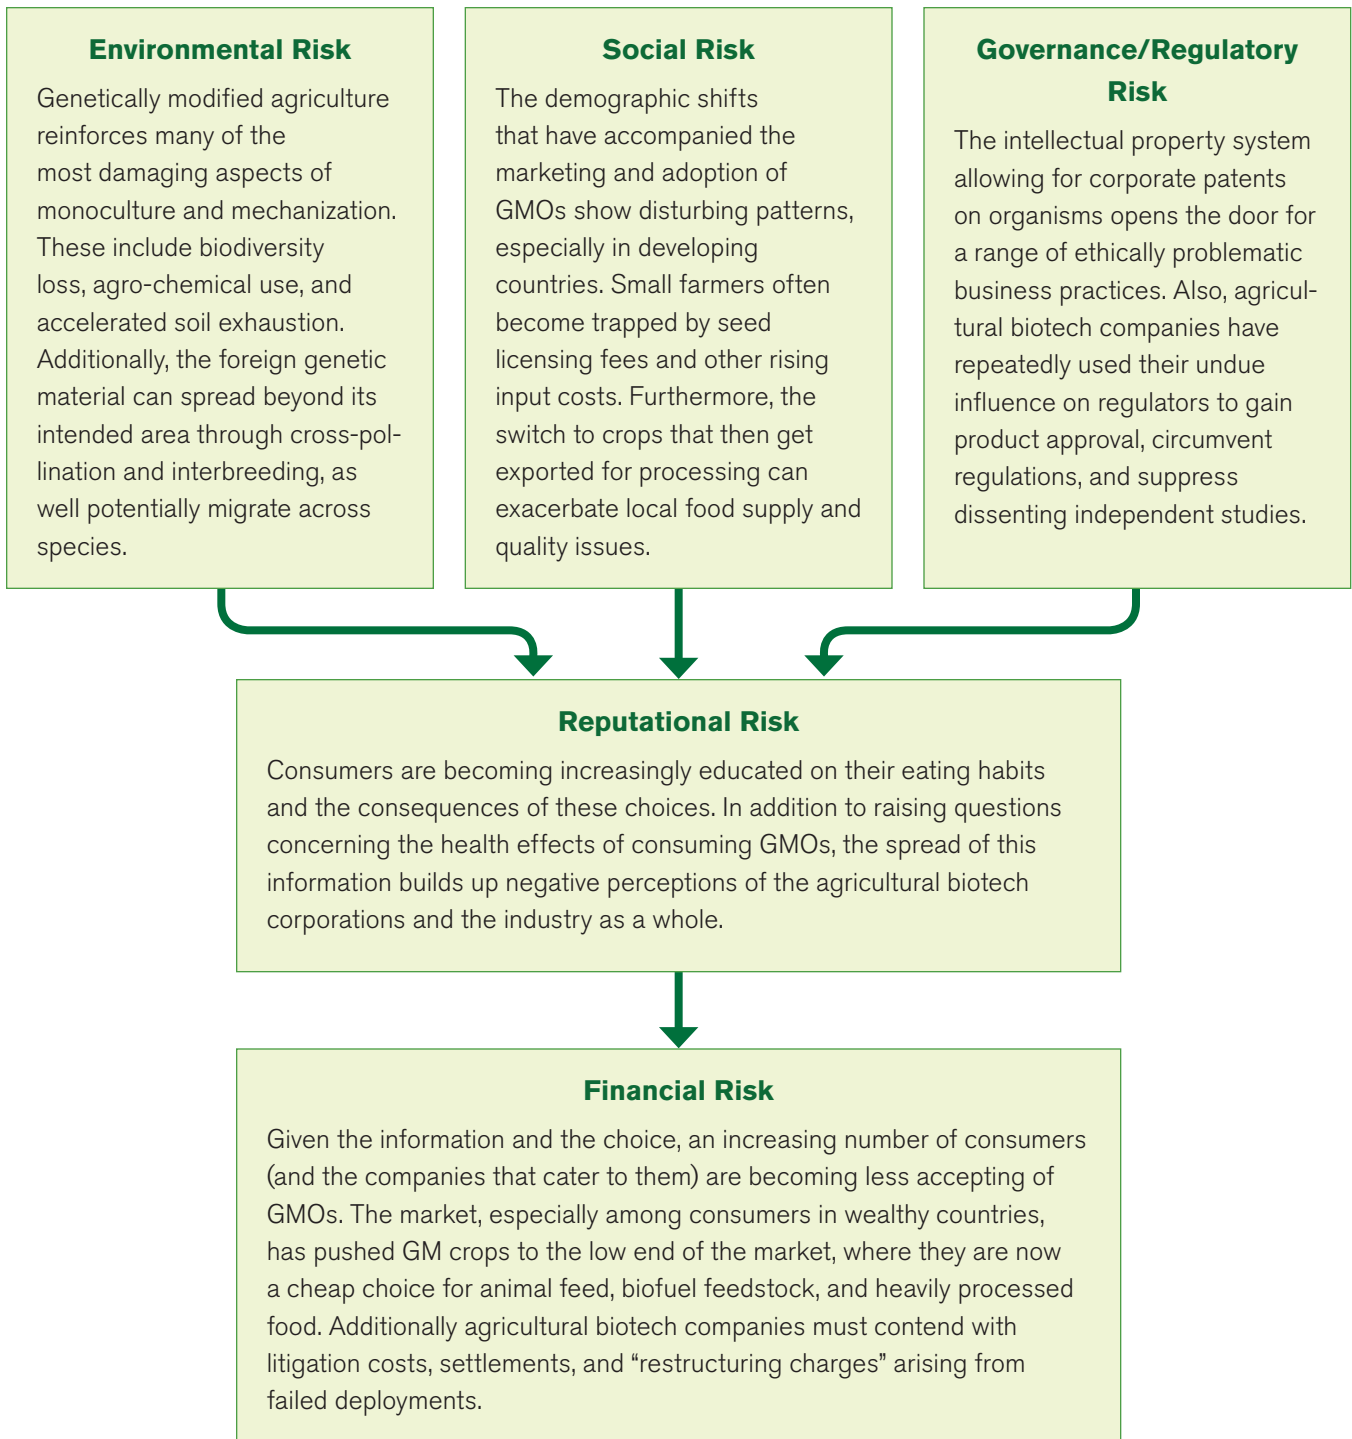 Environmental Risk
Genetically modified agriculture
reinforces many of the
most damaging aspects of
monoculture and mechanization.
These include biodiversity
loss, agro-chemical use, and
accelerated soil exhaustion.
Additionally, the foreign genetic
material can spread beyond its
intended area through cross-pol-
lination and interbreeding, as
well potentially migrate across
species.
Social Risk
The demographic shifts
that have accompanied the
marketing and adoption of
GMOs show disturbing patterns,
especially in developing
countries. Small farmers often
become trapped by seed
licensing fees and other rising
input costs. Furthermore, the
switch to crops that then get
exported for processing can
exacerbate local food supply and
quality issues.
Governance/Regulatory
Risk
The intellectual property system
allowing for corporate patents
on organisms opens the door for
a range of ethically problematic
business practices. Also, agricul-
tural biotech companies have
repeatedly used their undue
influence on regulators to gain
product approval, circumvent
regulations, and suppress
dissenting independent studies.
Reputational Risk
Consumers are becoming increasingly educated on their eating habits
and the consequences of these choices. In addition to raising questions
concerning the health effects of consuming GMOs, the spread of this
information builds up negative perceptions of the agricultural biotech
corporations and the industry as a whole.
Financial Risk
Given the information and the choice, an increasing number of consumers
(and the companies that cater to them) are becoming less accepting of
GMOs. The market, especially among consumers in wealthy countries,
has pushed GM crops to the low end of the market, where they are now
a cheap choice for animal feed, biofuel feedstock, and heavily processed
food. Additionally agricultural biotech companies must contend with
litigation costs, settlements, and “restructuring charges” arising from
failed deployments.